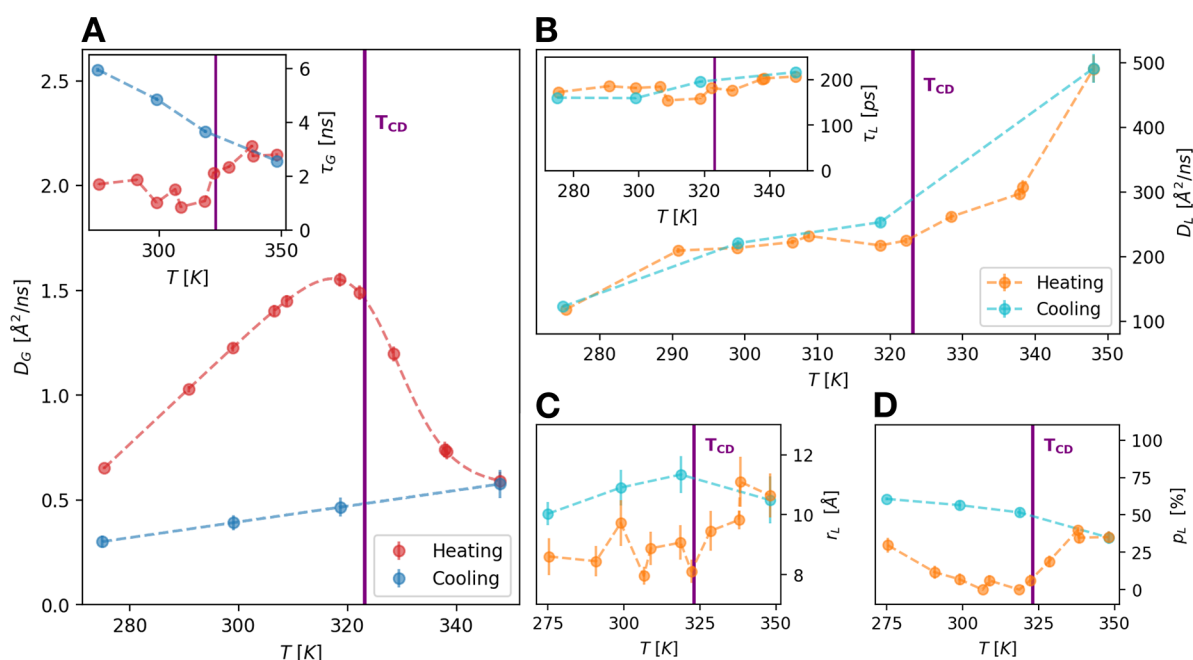 A
2.5
2.0
1.5
1.0
0.5
0.0
D_G [Å²/ns]
280 300 320 340
T [K]
T_CD
6
4
2
0
τ_G [ns]
300 350
T [K]
Heating
Cooling
B
200
100
0
τ_L [ps]
275 300 320 340
T [K]
T_CD
500
400
300
200
100
D_L [Å²/ns]
280 290 300 310 320 330 340 350
T [K]
Heating
Cooling
C
T_CD
12
10
8
r_L [Å]
275 300 325 350
T [K]
D
T_CD
100
75
50
25
0
p_L [%]
275 300 325 350
T [K]